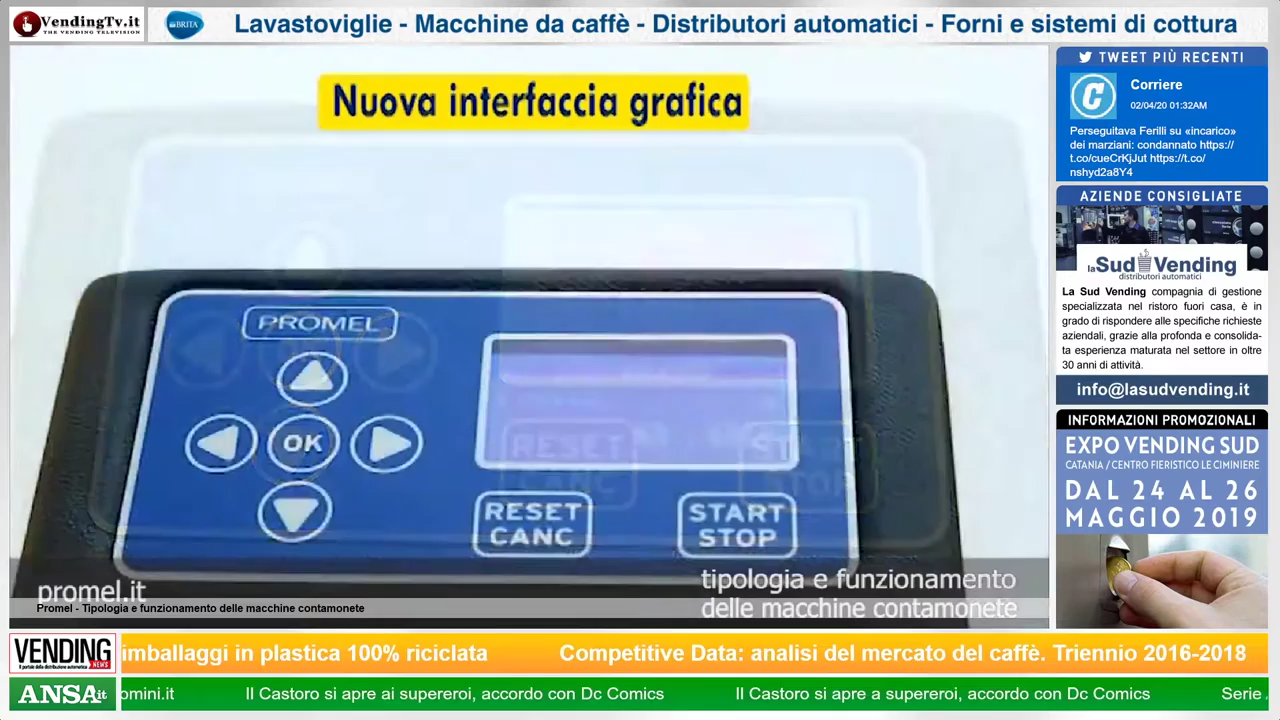 VendingTv.it
THE VENDING TELEVISION
BRITA
Lavastoviglie - Macchine da caffè - Distributori automatici - Forni e sistemi di cottura
Nuova interfaccia grafica
PROMEL
OK
RESET
CANC
START
STOP
promel.it
tipologia e funzionamento
delle macchine contamonete
Promel - Tipologia e funzionamento delle macchine contamonete
TWEET PIÙ RECENTI
Corriere
02/04/20 01:32AM
Perseguitava Ferilli su «incarico»
dei marziani: condannato https://
t.co/cueCrKjJut https://t.co/
nshyd2a8Y4
AZIENDE CONSIGLIATE
la Sud Vending
distributori automatici
La Sud Vending compagnia di gestione
specializzata nel ristoro fuori casa, è in
grado di rispondere alle specifiche richieste
aziendali, grazie alla profonda e consolida-
ta esperienza maturata nel settore in oltre
30 anni di attività.
info@lasudvending.it
INFORMAZIONI PROMOZIONALI
EXPO VENDING SUD
CATANIA / CENTRO FIERISTICO LE CIMINIERE
DAL 24 AL 26
MAGGIO 2019
VENDING
NEWS
Il portale della distribuzione automatica
imballaggi in plastica 100% riciclata
Competitive Data: analisi del mercato del caffè. Triennio 2016-2018
ANSA.it
omini.it
Il Castoro si apre ai supereroi, accordo con Dc Comics
Il Castoro si apre a supereroi, accordo con Dc Comics
Serie